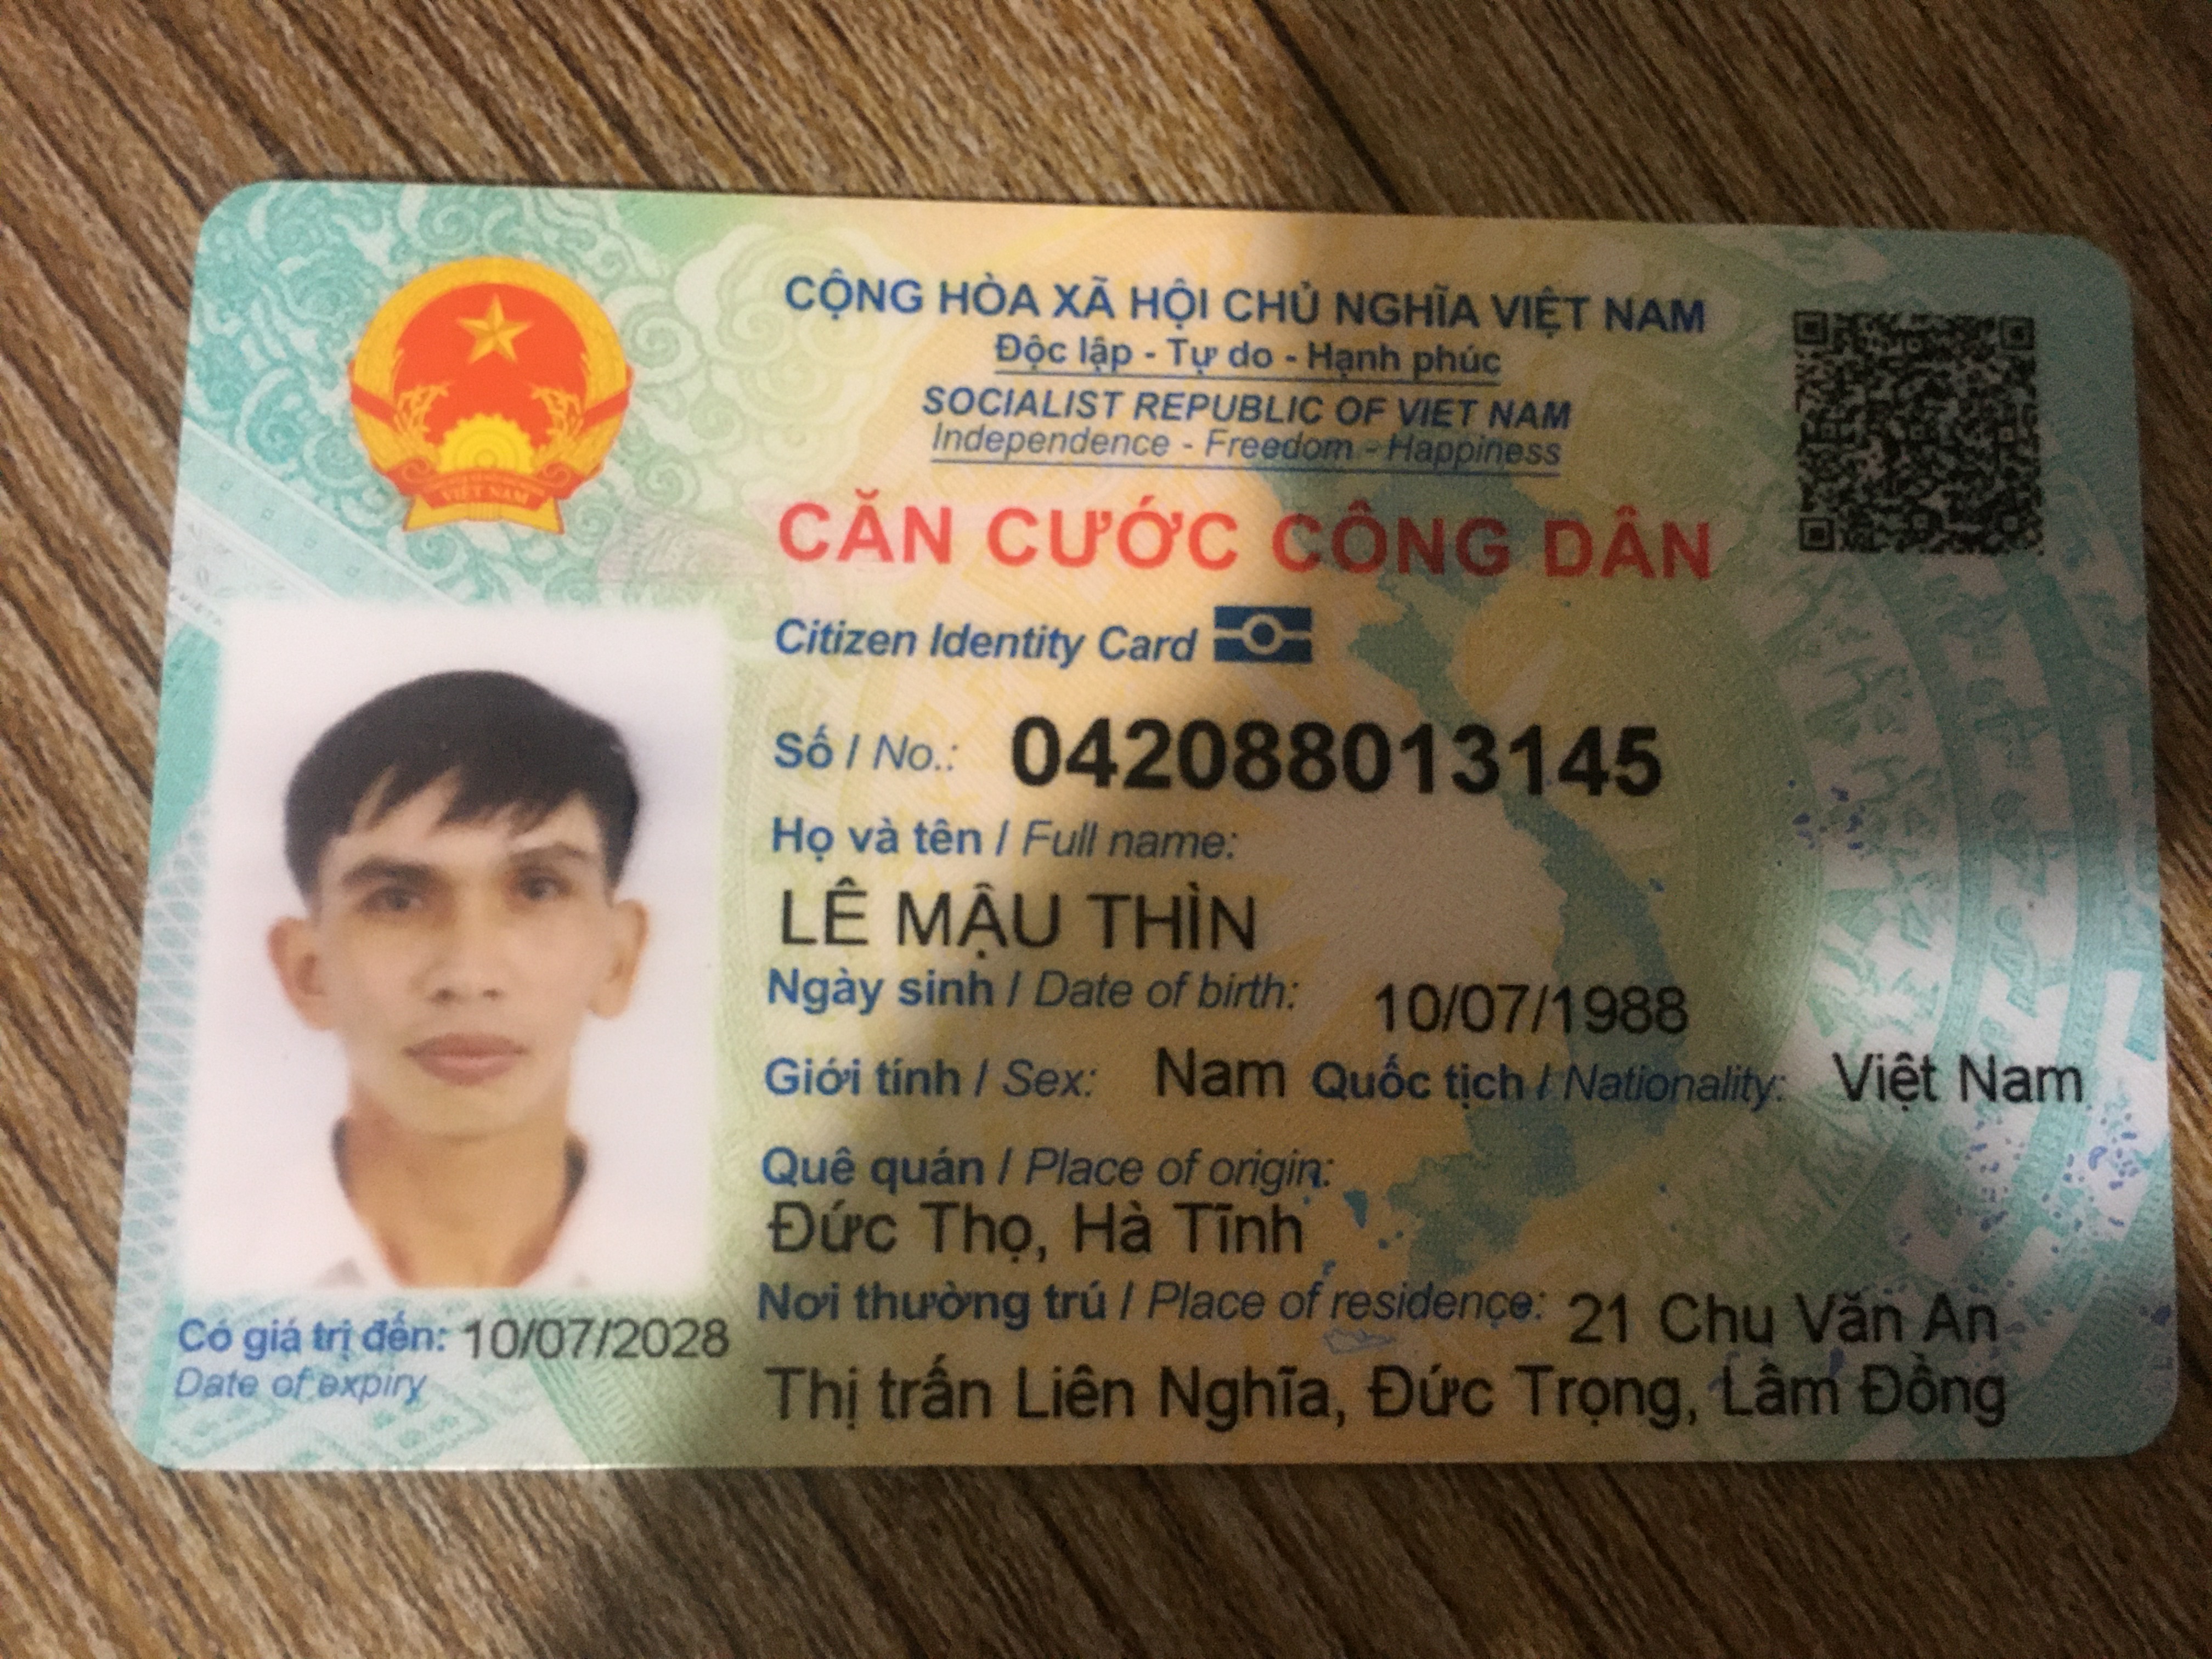 CỘNG HÒA XÃ HỘI CHỦ NGHĨA VIỆT NAM
Độc lập - Tự do - Hạnh phúc
SOCIALIST REPUBLIC OF VIET NAM
Independence - Freedom - Happiness
CĂN CƯỚC CÔNG DÂN
Citizen Identity Card
Số / No.: 042088013145
Họ và tên / Full name:
LÊ MẬU THÌN
Ngày sinh / Date of birth: 10/07/1988
Giới tính / Sex: Nam Quốc tịch / Nationality: Việt Nam
Quê quán / Place of origin:
Đức Thọ, Hà Tĩnh
Nơi thường trú / Place of residence: 21 Chu Văn An
Thị trấn Liên Nghĩa, Đức Trọng, Lâm Đồng
Có giá trị đến: 10/07/2028
Date of expiry
VIỆT NAM